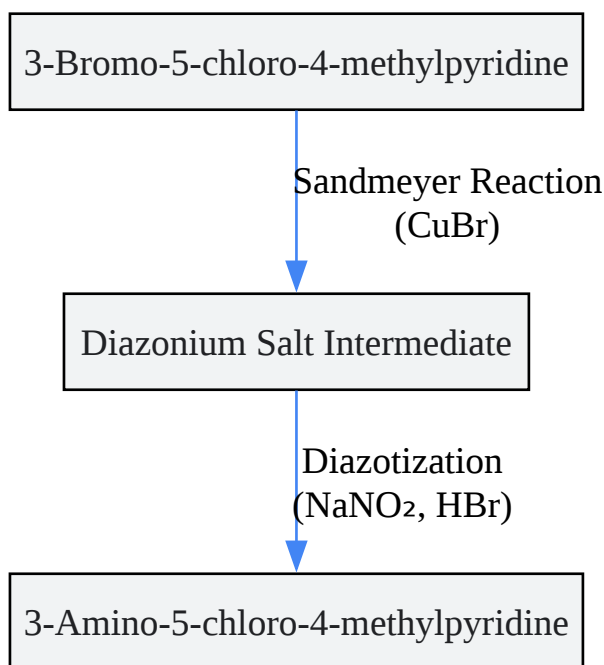 3-Bromo-5-chloro-4-methylpyridine
Sandmeyer Reaction
(CuBr)
Diazonium Salt Intermediate
Diazotization
(NaNO₂, HBr)
3-Amino-5-chloro-4-methylpyridine